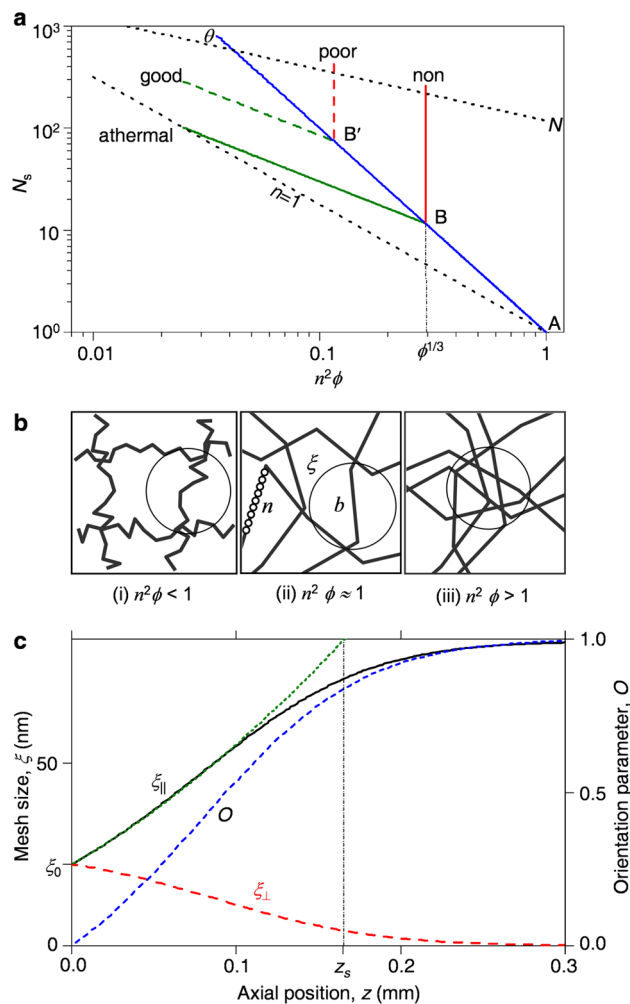 a
10³
10²
10
10⁰
Nₛ
θ
poor
non
good
athermal
B′
n=1
B
N
A
0.01
0.1
ϕ¹ᐟ³
1
n²ϕ
b
ξ
n
b
(i) n²ϕ < 1
(ii) n² ϕ ≈ 1
(iii) n² ϕ > 1
c
50
ξ₀
0
Mesh size, ξ (nm)
ξ∥
O
ξ⊥
1.0
0.5
0.0
Orientation parameter, O
0.0
0.1
zₛ
0.2
0.3
Axial position, z (mm)